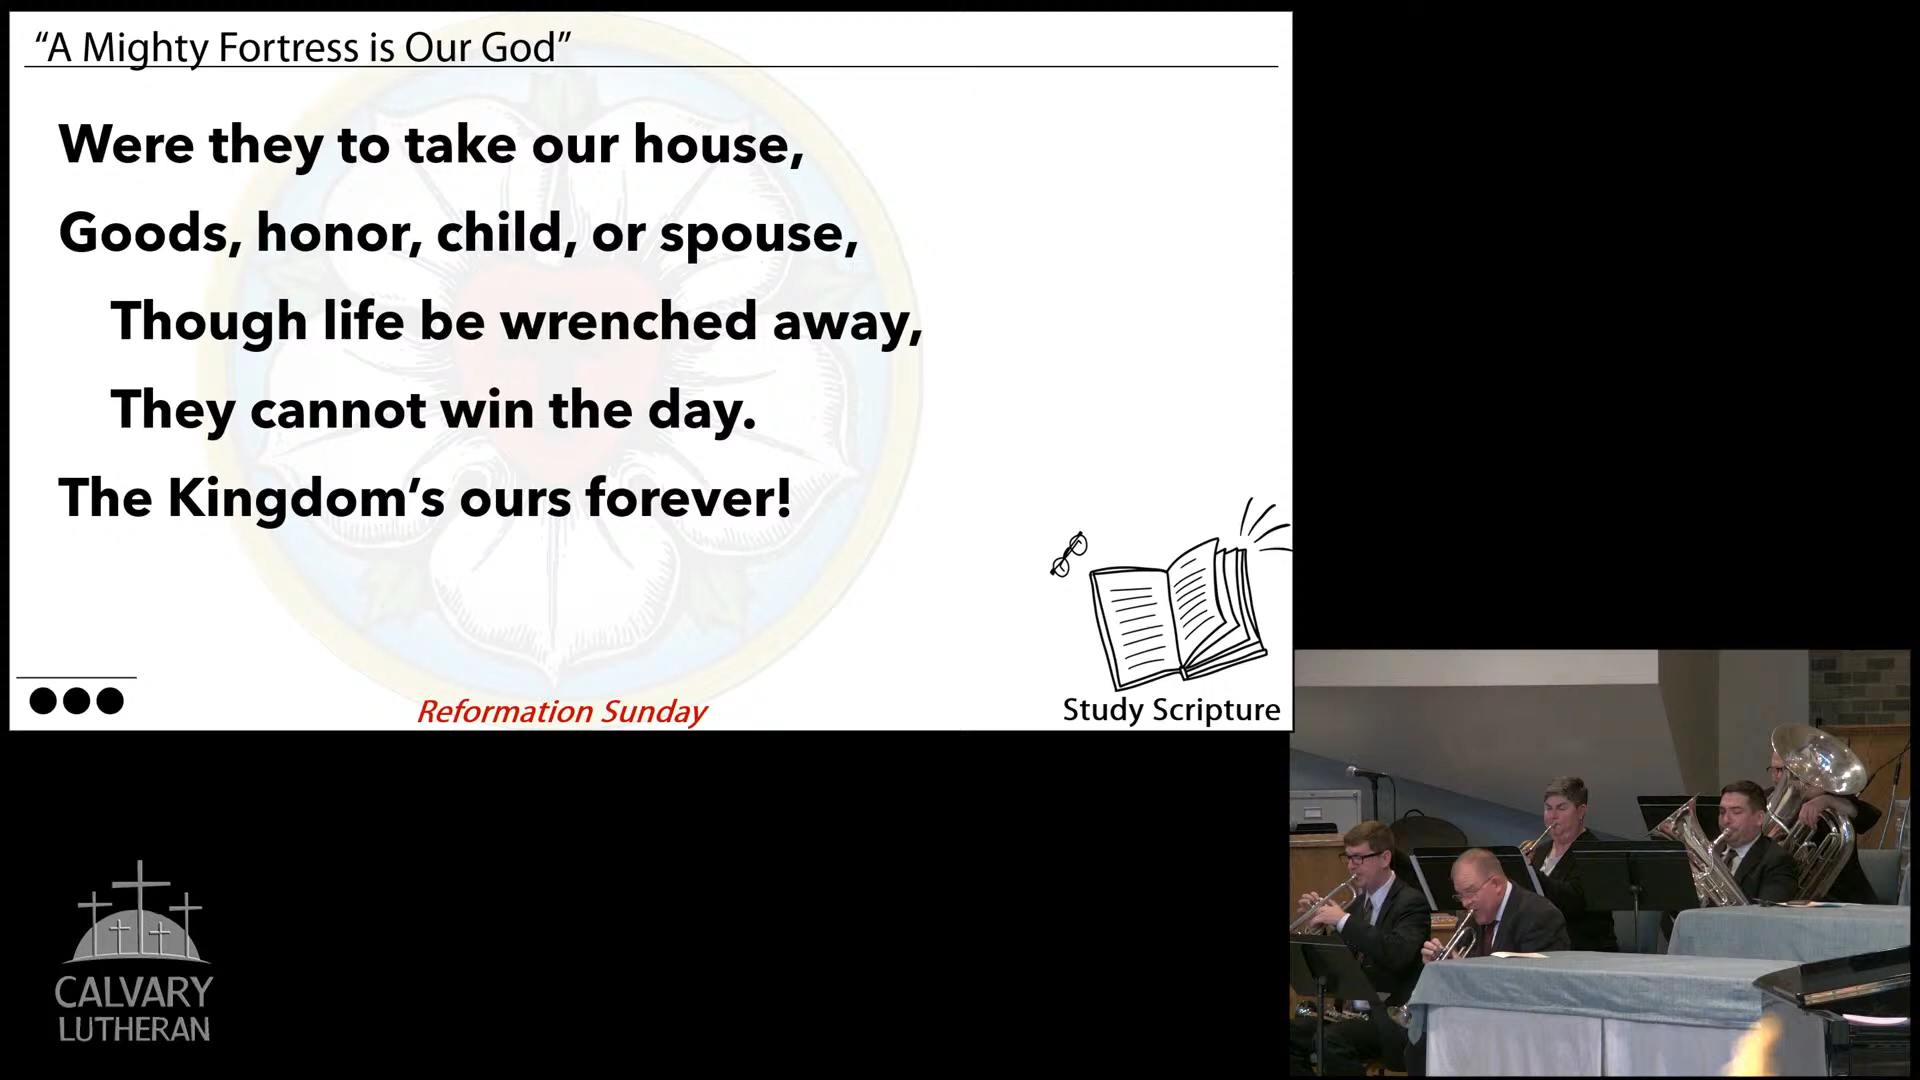 “A Mighty Fortress is Our God”
Were they to take our house,
Goods, honor, child, or spouse,
Though life be wrenched away,
They cannot win the day.
The Kingdom’s ours forever!
Reformation Sunday
Study Scripture
CALVARY
LUTHERAN